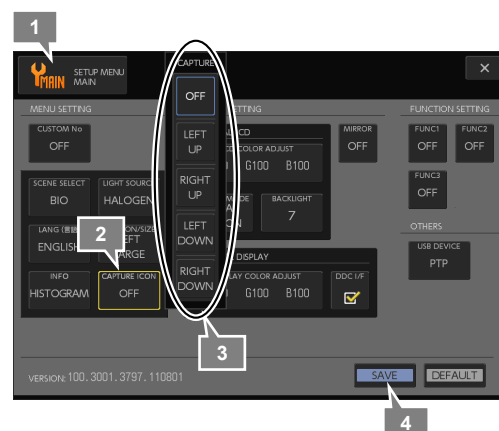 1
MAIN
SETUP MENU
MAIN
CAPTURE
×
MENU SETTING
SETTING
FUNCTION SETTING
CUSTOM No
OFF
OFF
LEFT
UP
RIGHT
UP
LEFT
DOWN
RIGHT
DOWN
COLOR ADJUST
G100 B100
MIRROR
OFF
FUNC1
OFF
FUNC2
OFF
SCENE SELECT
BIO
LIGHT SOURCE
HALOGEN
BACKLIGHT
7
FUNC3
OFF
LANG
ENGLISH
2
ON/SIZE
OTHERS
USB DEVICE
PTP
DISPLAY
INFO
HISTOGRAM
CAPTURE ICON
OFF
COLOR ADJUST
G100 B100
DDC I/F
3
VERSION: 100. 3001. 3797. 110801
SAVE
DEFAULT
4